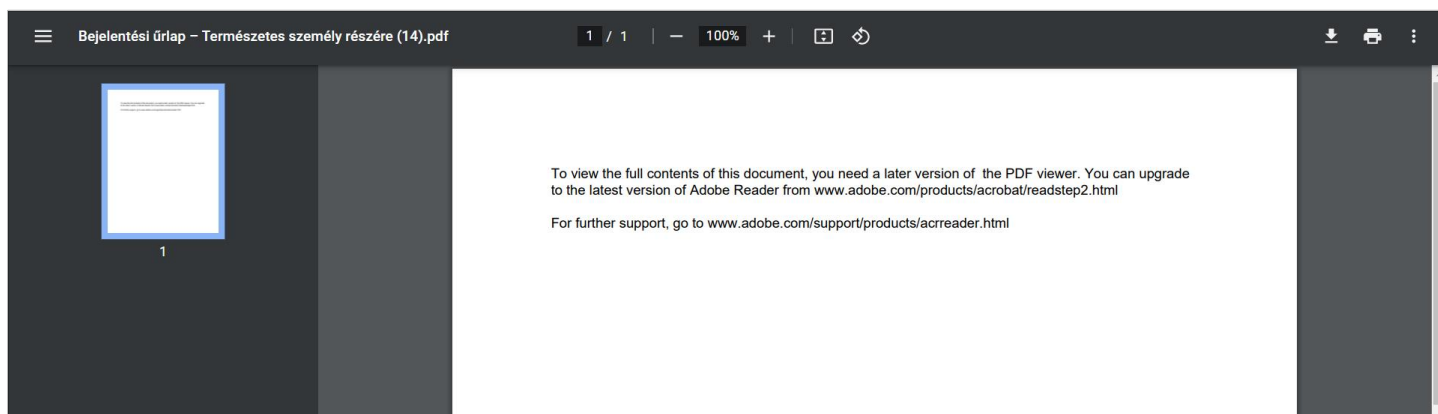 Bejelentési űrlap – Természetes személy részére (14).pdf
1 / 1
100%
1
To view the full contents of this document, you need a later version of  the PDF viewer. You can upgrade
to the latest version of Adobe Reader from www.adobe.com/products/acrobat/readstep2.html
For further support, go to www.adobe.com/support/products/acrreader.html